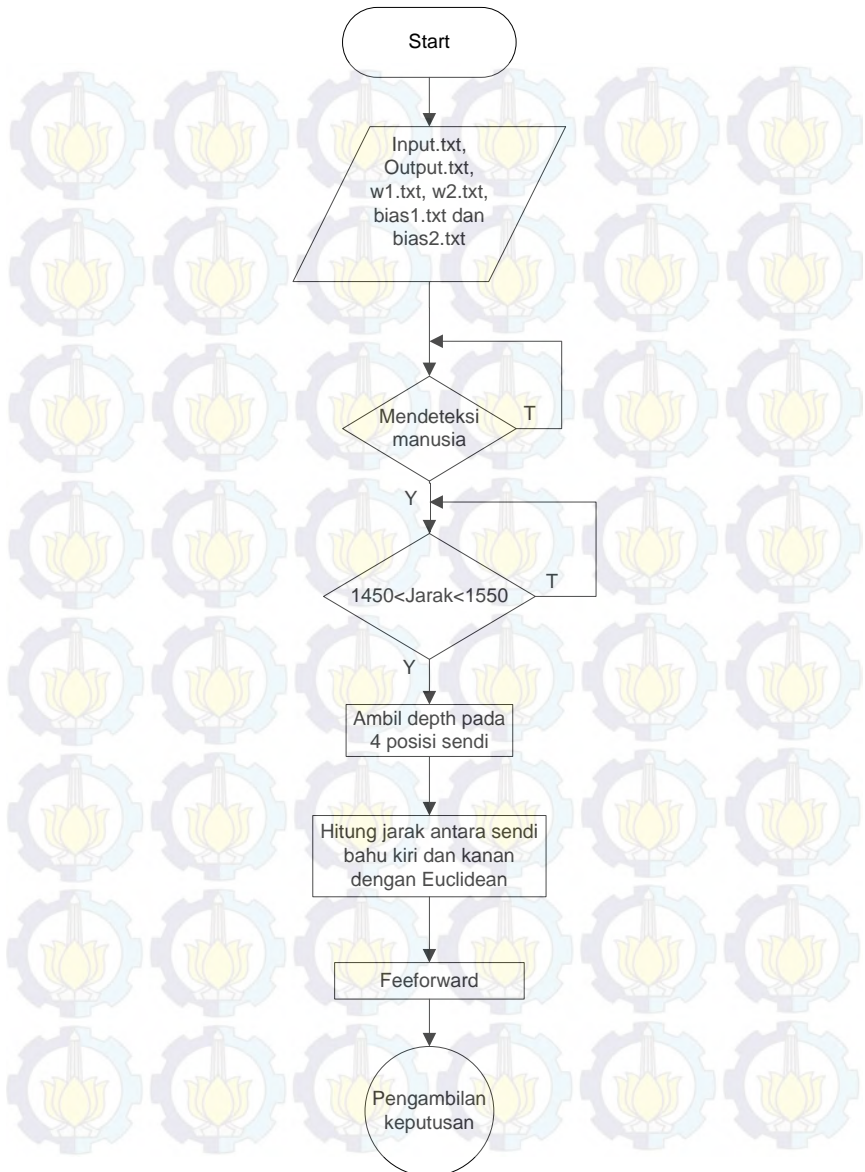 Start
Input.txt,
Output.txt,
w1.txt, w2.txt,
bias1.txt dan
bias2.txt
Mendeteksi
manusia
T
Y
1450<Jarak<1550
T
Y
Ambil depth pada
4 posisi sendi
Hitung jarak antara sendi
bahu kiri dan kanan
dengan Euclidean
Feeforward
Pengambilan
keputusan